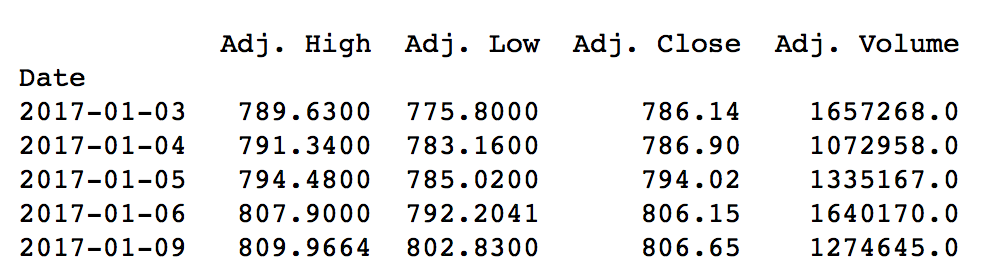 Adj. High  Adj. Low  Adj. Close  Adj. Volume
Date
2017-01-03  789.6300  775.8000  786.14  1657268.0
2017-01-04  791.3400  783.1600  786.90  1072958.0
2017-01-05  794.4800  785.0200  794.02  1335167.0
2017-01-06  807.9000  792.2041  806.15  1640170.0
2017-01-09  809.9664  802.8300  806.65  1274645.0